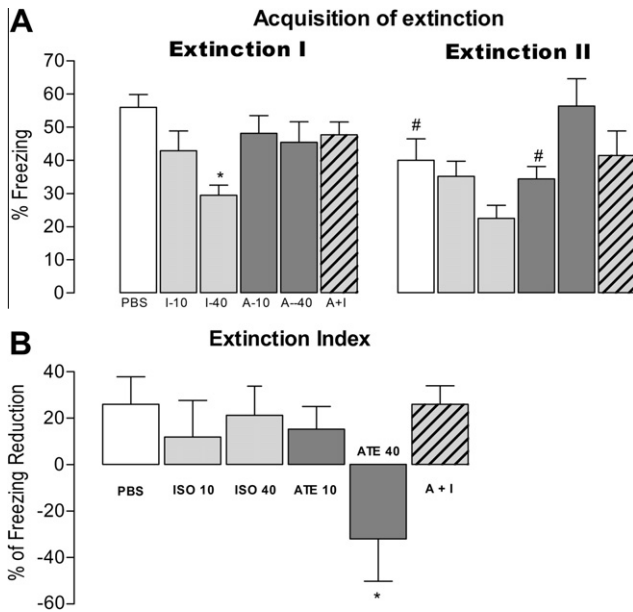 A
Acquisition of extinction
Extinction I
Extinction II
% Freezing
70
60
50
40
30
20
10
0
*
#
#
PBS I-10 I-40 A-10 A--40 A+I
B
Extinction Index
% of Freezing Reduction
40
20
0
-20
-40
-60
PBS ISO 10 ISO 40 ATE 10 ATE 40 A + I
*